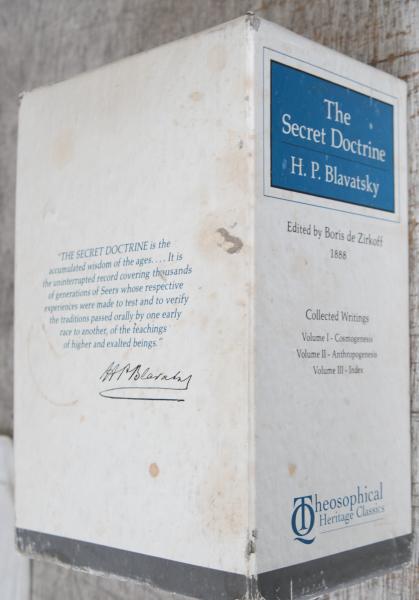 "THE SECRET DOCTRINE is the
accumulated wisdom of the ages. . . . It is
the uninterrupted record covering thousands
of generations of Seers whose respective
experiences were made to test and to verify
the traditions passed orally by one early
race to another, of the teachings
of higher and exalted beings."
H P Blavatsky
The
Secret Doctrine
H. P. Blavatsky
Edited by Boris de Zirkoff
1888
Collected Writings
Volume I - Cosmogenesis
Volume II - Anthropogenesis
Volume III - Index
Theosophical
Heritage Classics